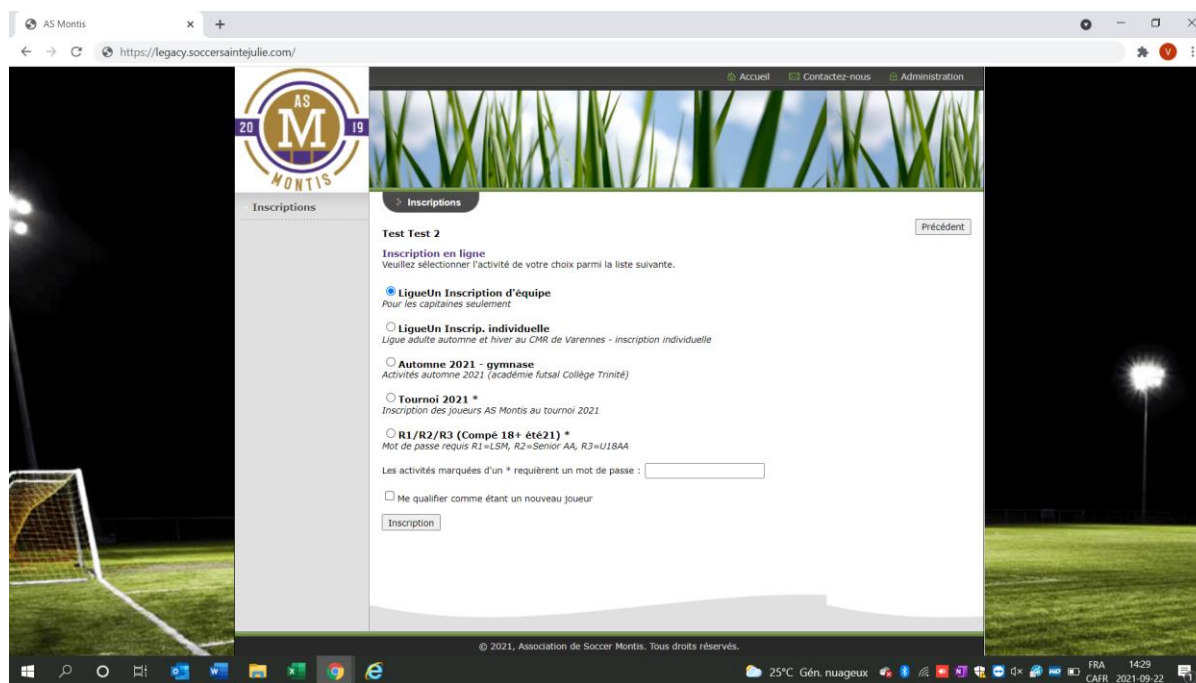 AS Montis
https://legacy.soccersaintejulie.com/
V
Accueil Contactez-nous Administration
AS
20 M 19
MONTIS
Inscriptions
Inscriptions
Précédent
Test Test 2
Inscription en ligne
Veuillez sélectionner l'activité de votre choix parmi la liste suivante.
LigueUn Inscription d'équipe
Pour les capitaines seulement
LigueUn Inscrip. individuelle
Ligue adulte automne et hiver au CMR de Varennes - inscription individuelle
Automne 2021 - gymnase
Activités automne 2021 (académie futsal Collège Trinité)
Tournoi 2021 *
Inscription des joueurs AS Montis au tournoi 2021
R1/R2/R3 (Compé 18+ été21) *
Mot de passe requis R1=LSM, R2=Senior AA, R3=U18AA
Les activités marquées d'un * requièrent un mot de passe :
Me qualifier comme étant un nouveau joueur
Inscription
© 2021, Association de Soccer Montis. Tous droits réservés.
25°C Gén. nuageux
FRA 14:29
CAFR 2021-09-22